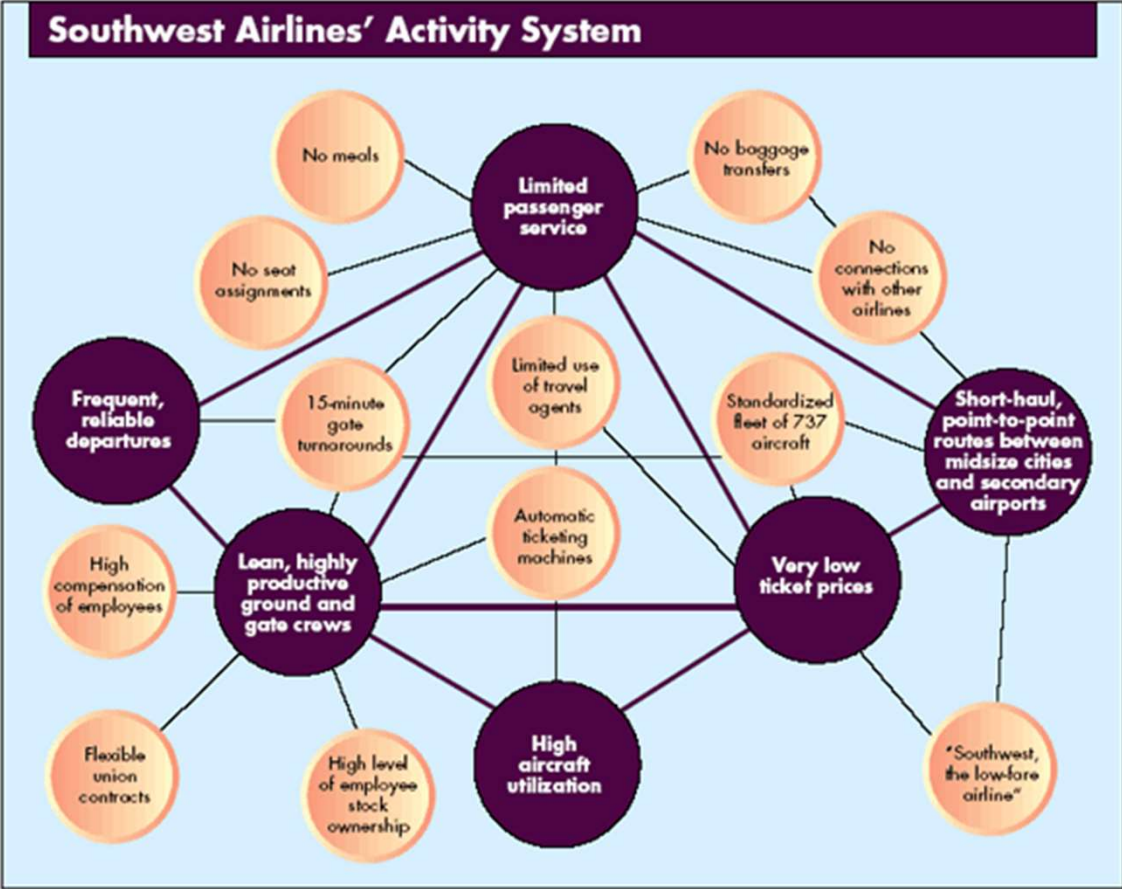 Southwest Airlines’ Activity System
No meals
Limited
passenger
service
No baggage
transfers
No seat
assignments
No
connections
with other
airlines
Frequent,
reliable
departures
15-minute
gate
turnarounds
Limited use
of travel
agents
Standardized
fleet of 737
aircraft
Short-haul,
point-to-point
routes between
midsize cities
and secondary
airports
High
compensation
of employees
Lean, highly
productive
ground and
gate crews
Automatic
ticketing
machines
Very low
ticket prices
Flexible
union
contracts
High level
of employee
stock
ownership
High
aircraft
utilization
“Southwest,
the low-fare
airline”